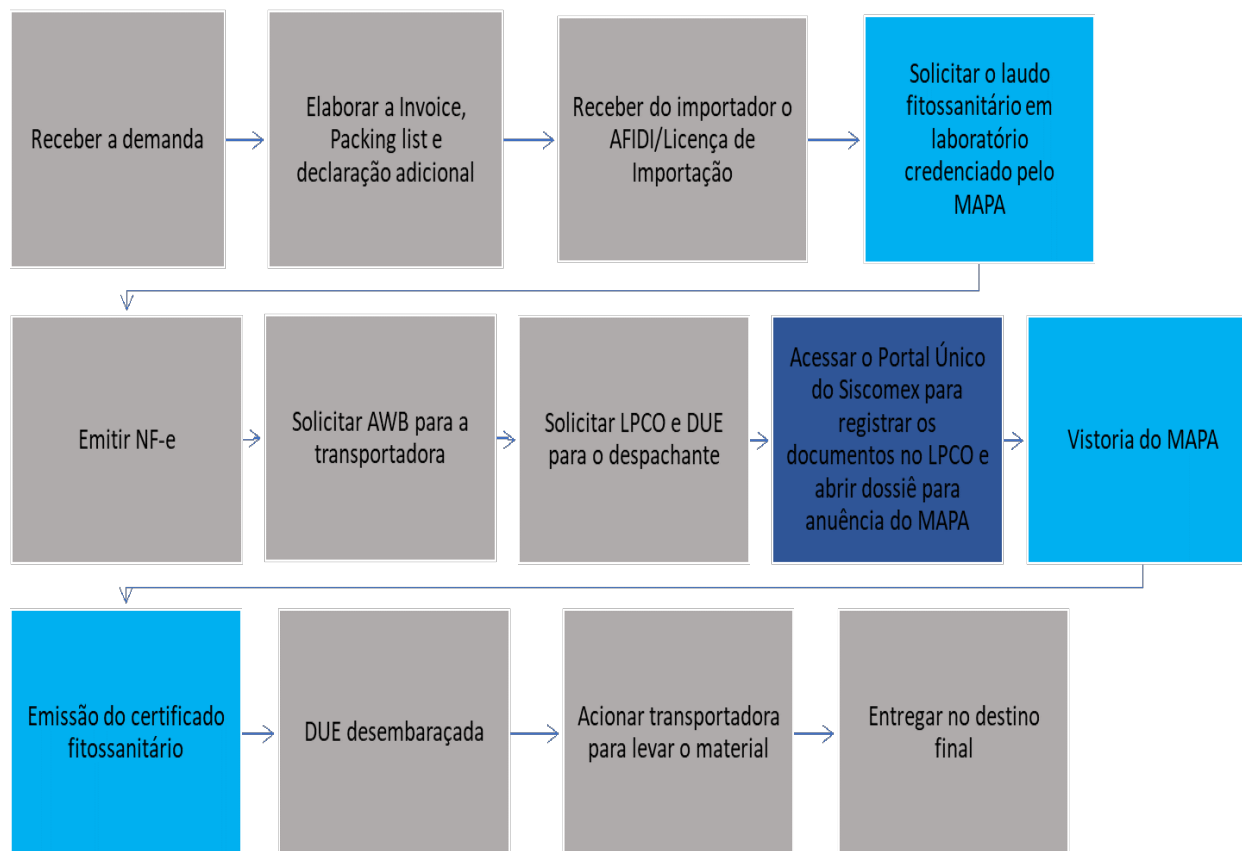 Receber a demanda
Elaborar a Invoice,
Packing list e
declaração adicional
Receber do importador o
AFIDI/Licença de
Importação
Solicitar o laudo
fitossanitário em
laboratório
credenciado pelo
MAPA
Emitir NF-e
Solicitar AWB para a
transportadora
Solicitar LPCO e DUE
para o despachante
Acessar o Portal Único
do Siscomex para
registrar os
documentos no LPCO e
abrir dossiê para
anuência do MAPA
Vistoria do MAPA
Emissão do certificado
fitossanitário
DUE desembaraçada
Acionar transportadora
para levar o material
Entregar no destino
final